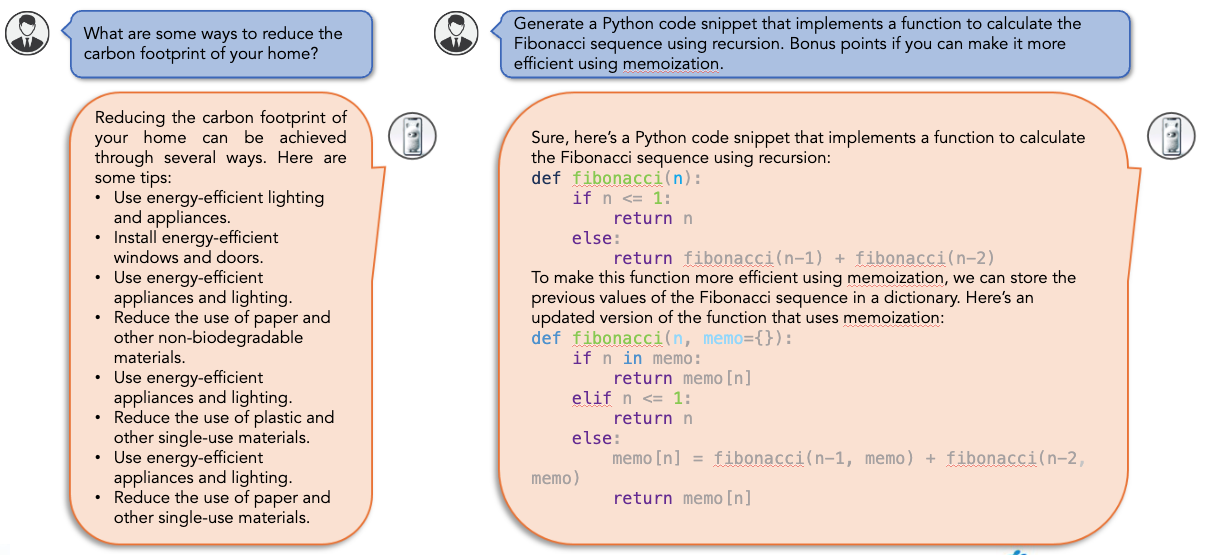 What are some ways to reduce the
carbon footprint of your home?
Reducing the carbon footprint of
your home can be achieved
through several ways. Here are
some tips:
• Use energy-efficient lighting
and appliances.
• Install energy-efficient
windows and doors.
• Use energy-efficient
appliances and lighting.
• Reduce the use of paper and
other non-biodegradable
materials.
• Use energy-efficient
appliances and lighting.
• Reduce the use of plastic and
other single-use materials.
• Use energy-efficient
appliances and lighting.
• Reduce the use of paper and
other single-use materials.
Generate a Python code snippet that implements a function to calculate the
Fibonacci sequence using recursion. Bonus points if you can make it more
efficient using memoization.
Sure, here's a Python code snippet that implements a function to calculate
the Fibonacci sequence using recursion:
def fibonacci(n):
    if n <= 1:
        return n
    else:
        return fibonacci(n-1) + fibonacci(n-2)
To make this function more efficient using memoization, we can store the
previous values of the Fibonacci sequence in a dictionary. Here's an
updated version of the function that uses memoization:
def fibonacci(n, memo={}):
    if n in memo:
        return memo[n]
    elif n <= 1:
        return n
    else:
        memo[n] = fibonacci(n-1, memo) + fibonacci(n-2,
memo)
        return memo[n]